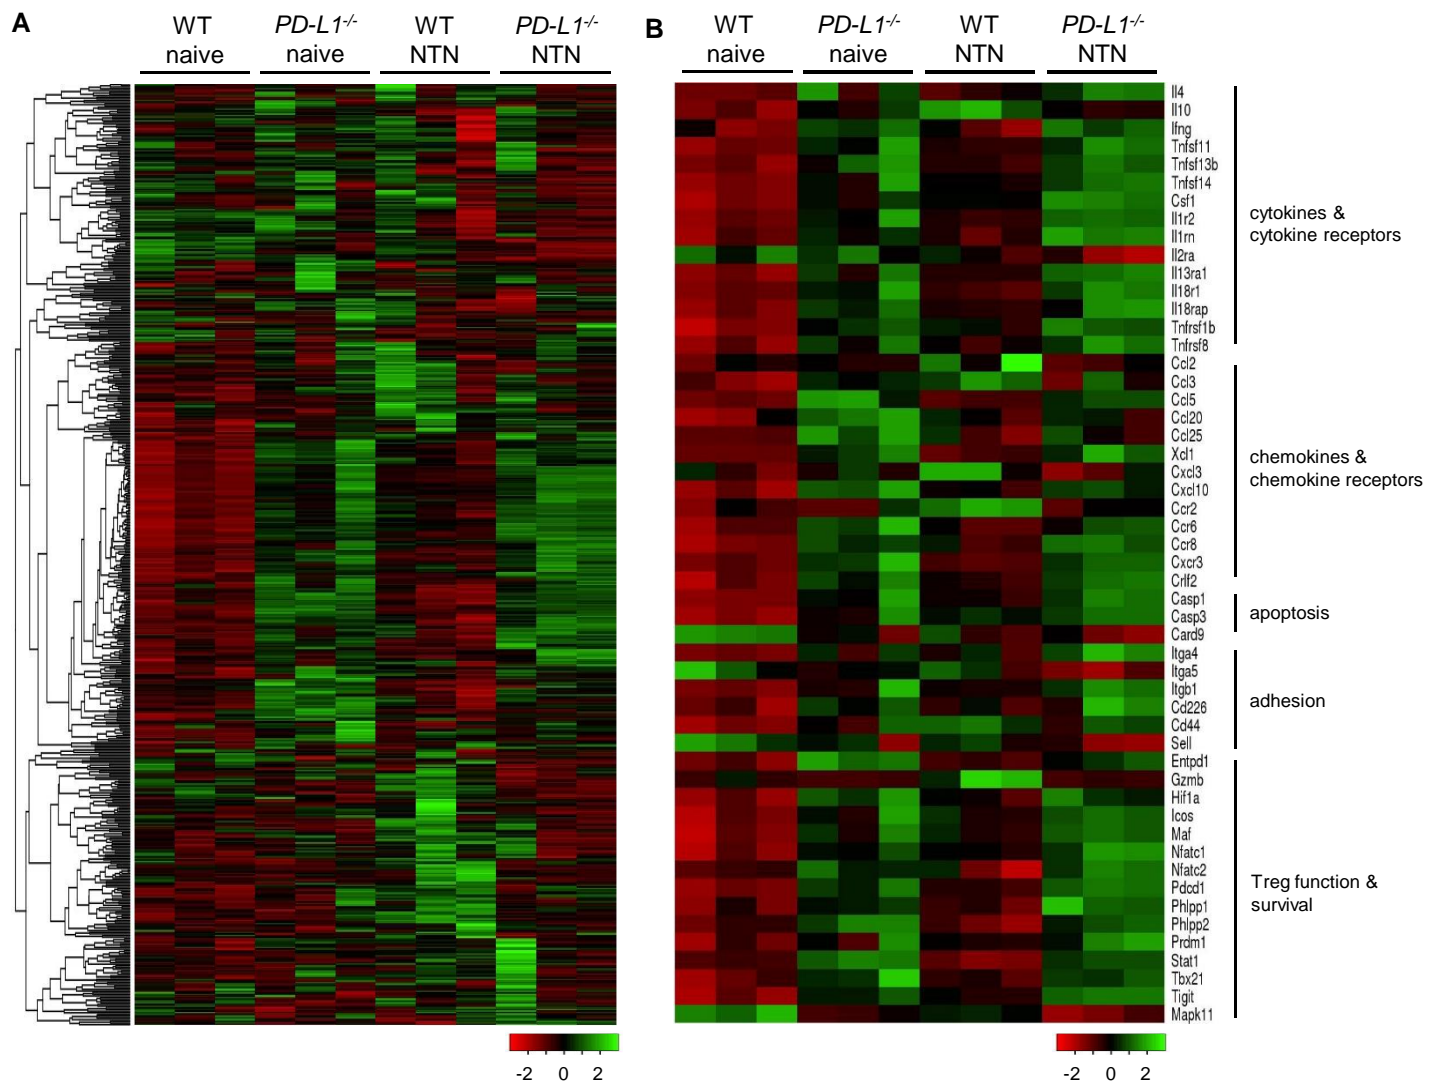 A
WT
naive
PD-L1-/-
naive
WT
NTN
PD-L1-/-
NTN
-2 0 2
B
WT
naive
PD-L1-/-
naive
WT
NTN
PD-L1-/-
NTN
Il4
Il10
Ifng
Tnfsf11
Tnfsf13b
Tnfsf14
Csf1
Il1r2
Il1rn
Il2ra
Il13ra1
Il18r1
Il18rap
Tnfrsf1b
Tnfrsf8
Ccl2
Ccl3
Ccl5
Ccl20
Ccl25
Xcl1
Cxcl3
Cxcl10
Ccr2
Ccr6
Ccr8
Cxcr3
Crlf2
Casp1
Casp3
Card9
Itga4
Itga5
Itgb1
Cd226
Cd44
Sell
Entpd1
Gzmb
Hif1a
Icos
Maf
Nfatc1
Nfatc2
Pdcd1
Phlpp1
Phlpp2
Prdm1
Stat1
Tbx21
Tigit
Mapk11
cytokines &
cytokine receptors
chemokines &
chemokine receptors
apoptosis
adhesion
Treg function &
survival
-2 0 2